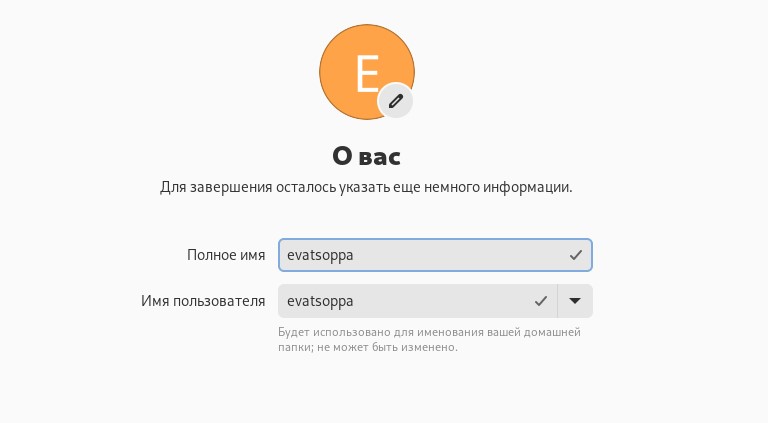 E
О вас
Для завершения осталось указать еще немного информации.
Полное имя evatsoppa
Имя пользователя evatsoppa
Будет использовано для именования вашей домашней
папки; не может быть изменено.